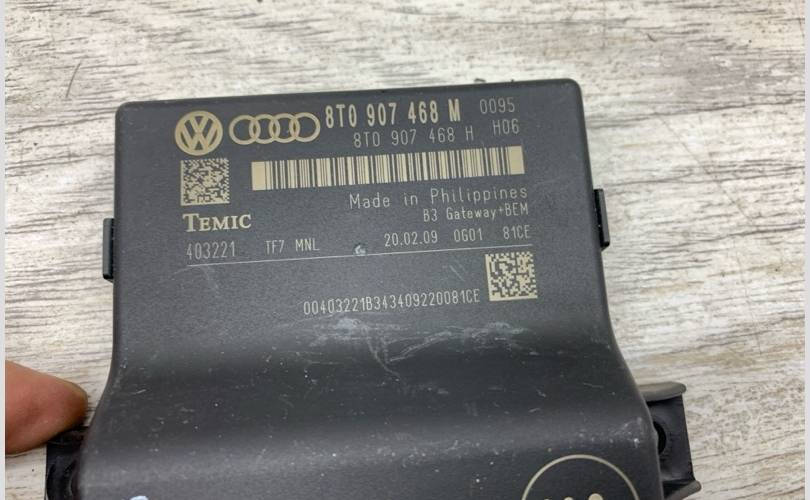 8T0 907 468 M 0095
8T0 907 468 H H06
Made in Philippines
B3 Gateway+BEM
TEMIC
403221 TF7 MNL 20.02.09 0601 81CE
00403221B343409220081CE